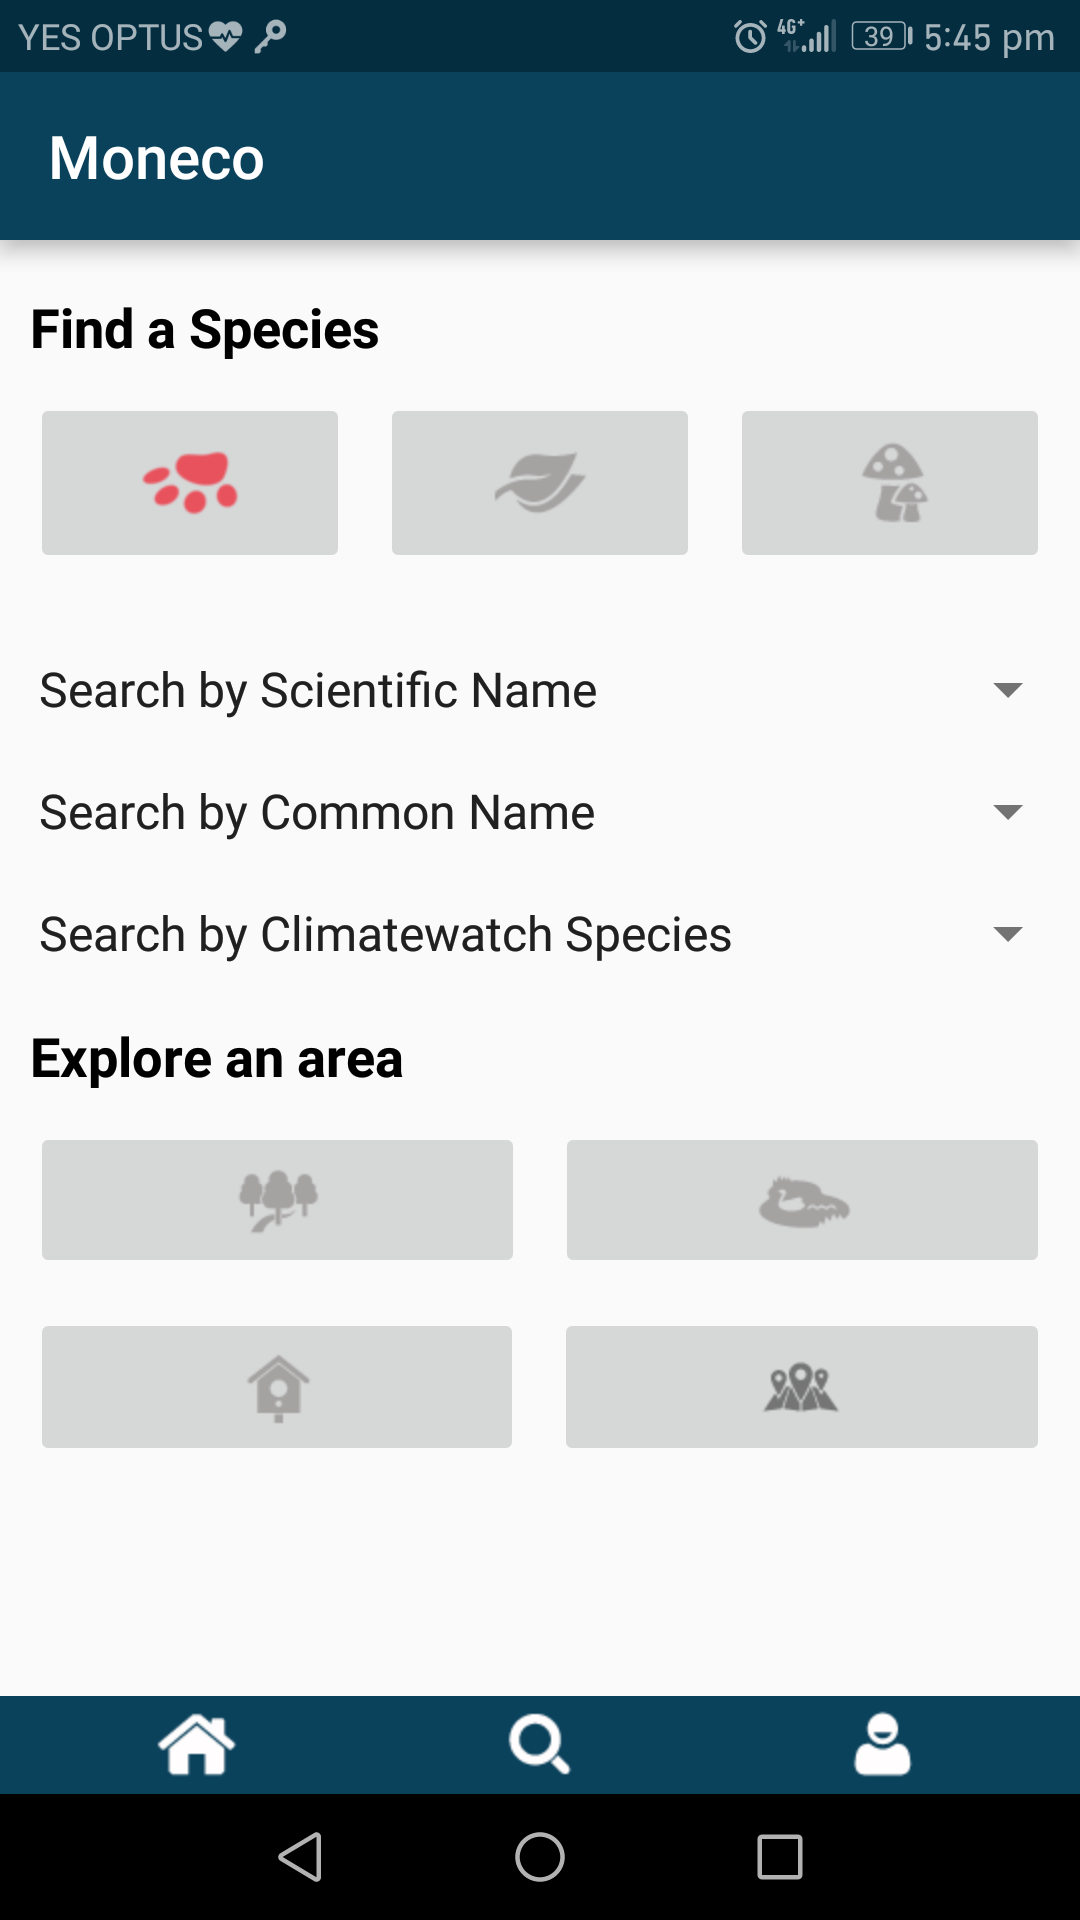 YES OPTUS 4G+ 39 5:45 pm
Moneco
Find a Species
Search by Scientific Name
Search by Common Name
Search by Climatewatch Species
Explore an area